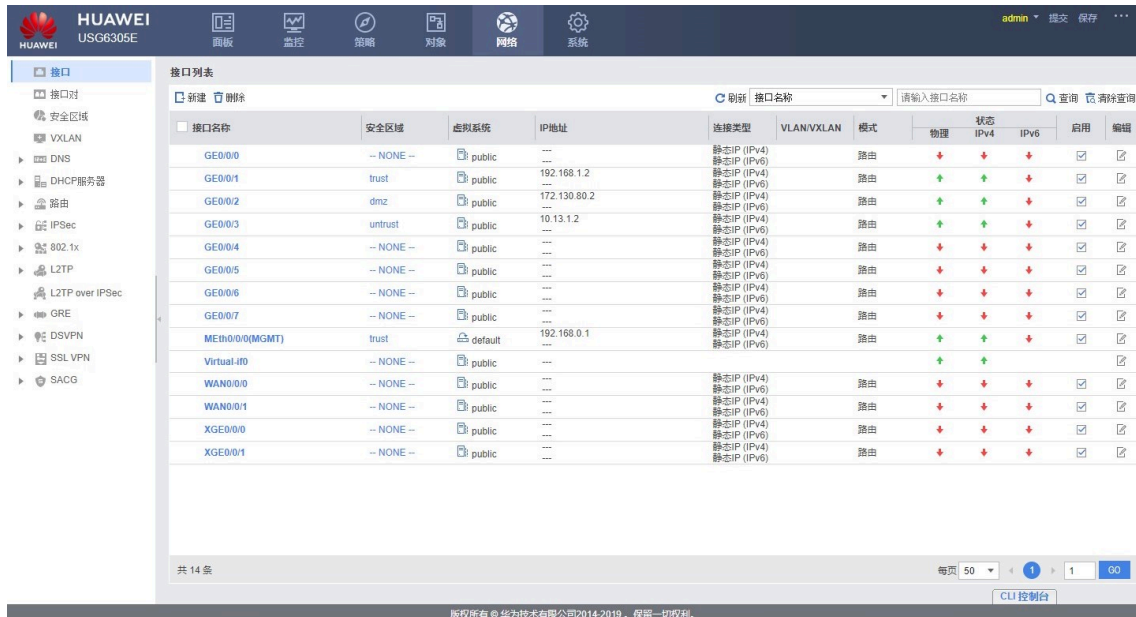 HUAWEI
HUAWEI
USG6305E
面板
监控
策略
对象
网络
系统
admin
提交
保存
接口
接口对
安全区域
VXLAN
DNS
DHCP服务器
路由
IPSec
802.1x
L2TP
L2TP over IPSec
GRE
DSVPN
SSL VPN
SACG
接口列表
新建 删除 刷新 接口名称 请输入接口名称 查询 清除查询
接口名称 安全区域 虚拟系统 IP地址 连接类型 VLAN/VXLAN 模式 状态 启用 编辑
物理 IPv4 IPv6
GE0/0/0 -- NONE -- public --- 静态IP (IPv4) 路由
--- 静态IP (IPv6)
GE0/0/1 trust public 192.168.1.2 静态IP (IPv4) 路由
--- 静态IP (IPv6)
GE0/0/2 dmz public 172.130.80.2 静态IP (IPv4) 路由
--- 静态IP (IPv6)
GE0/0/3 untrust public 10.13.1.2 静态IP (IPv4) 路由
--- 静态IP (IPv6)
GE0/0/4 -- NONE -- public --- 静态IP (IPv4) 路由
--- 静态IP (IPv6)
GE0/0/5 -- NONE -- public --- 静态IP (IPv4) 路由
--- 静态IP (IPv6)
GE0/0/6 -- NONE -- public --- 静态IP (IPv4) 路由
--- 静态IP (IPv6)
GE0/0/7 -- NONE -- public --- 静态IP (IPv4) 路由
--- 静态IP (IPv6)
MEth0/0/0(MGMT) trust default 192.168.0.1 静态IP (IPv4) 路由
--- 静态IP (IPv6)
Virtual-if0 -- NONE -- public ---
WAN0/0/0 -- NONE -- public --- 静态IP (IPv4) 路由
--- 静态IP (IPv6)
WAN0/0/1 -- NONE -- public --- 静态IP (IPv4) 路由
--- 静态IP (IPv6)
XGE0/0/0 -- NONE -- public --- 静态IP (IPv4) 路由
--- 静态IP (IPv6)
XGE0/0/1 -- NONE -- public --- 静态IP (IPv4) 路由
--- 静态IP (IPv6)
共 14 条 每页 50 1 1 GO
CLI 控制台
版权所有 © 华为技术有限公司2014-2019 。保留一切权利。